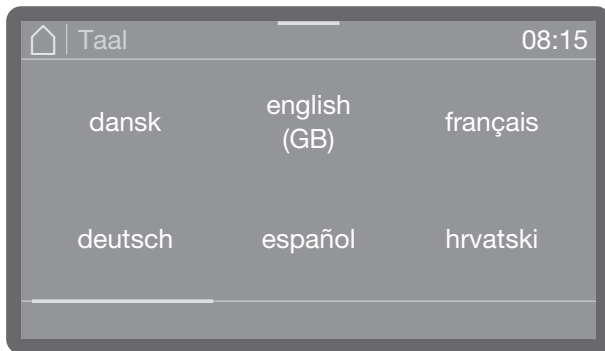 Taal
08:15
dansk
english
(GB)
français
deutsch
español
hrvatski